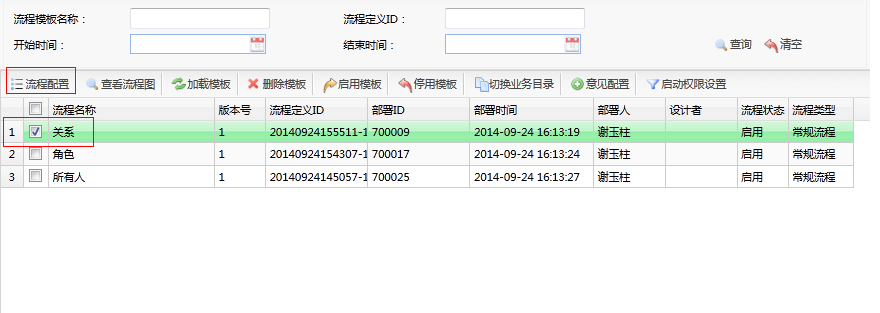 流程模板名称： 流程定义ID：
开始时间： 结束时间： 查询 清空
流程配置 查看流程图 加载模板 删除模板 启用模板 停用模板 切换业务目录 意见配置 启动权限设置
流程名称 版本号 流程定义ID 部署ID 部署时间 部署人 设计者 流程状态 流程类型
1 关系 1 20140924155511-1 700009 2014-09-24 16:13:19 谢玉柱 启用 常规流程
2 角色 1 20140924154307-1 700017 2014-09-24 16:13:24 谢玉柱 启用 常规流程
3 所有人 1 20140924145057-1 700025 2014-09-24 16:13:27 谢玉柱 启用 常规流程